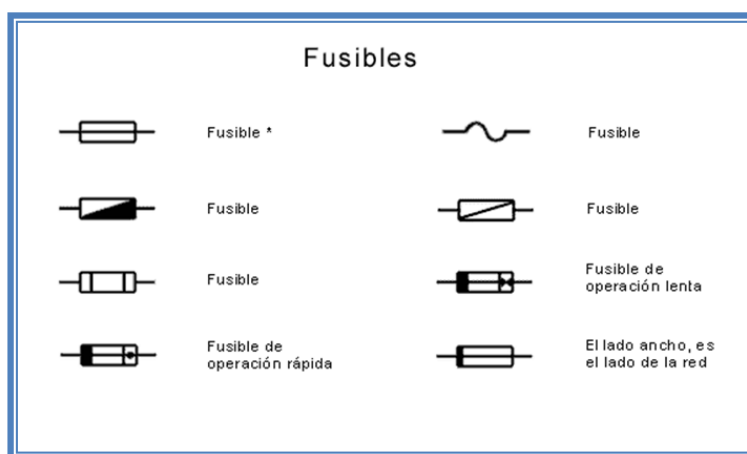 Fusibles
Fusible *
Fusible
Fusible
Fusible
Fusible
Fusible de
operación lenta
Fusible de
operación rápida
El lado ancho, es
el lado de la red